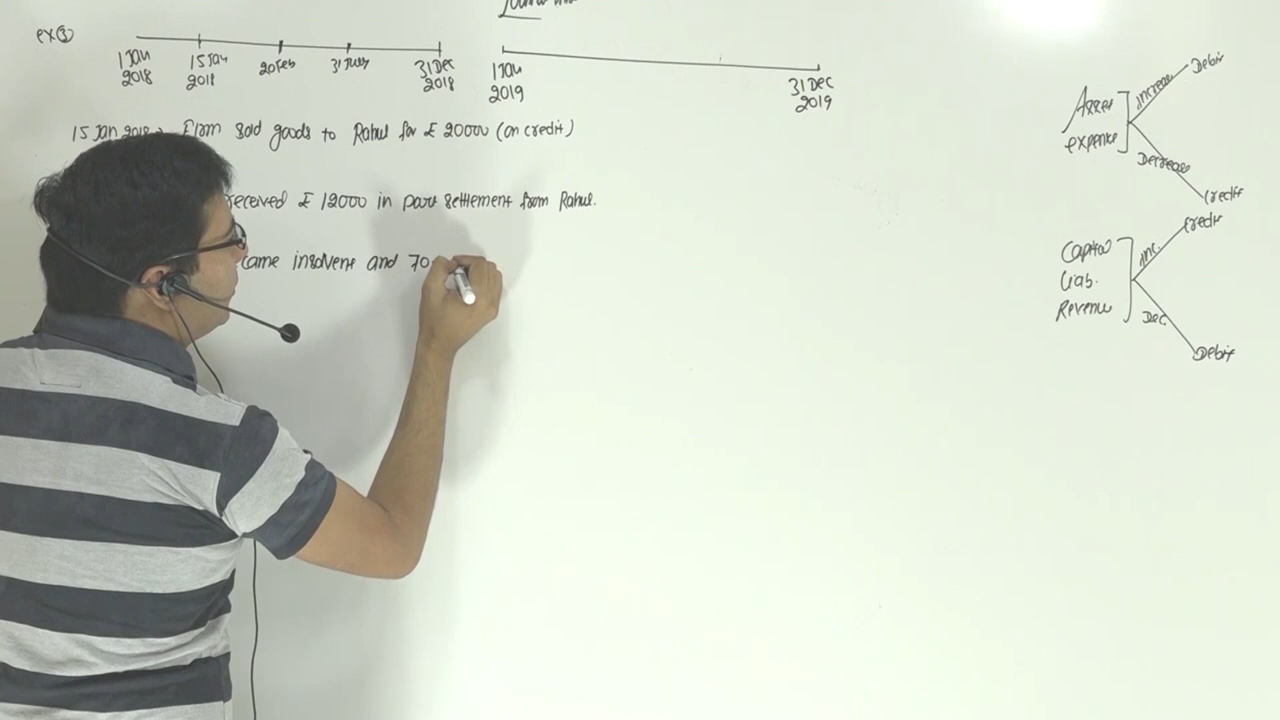 ex③
1 Jan 2018
15 Jan 2018
20 Feb
31 July
31 Dec 2018
1 Jan 2019
31 Dec 2019
15 Jan 2018 Firm sold goods to Rahul for £ 20000 (on credit)
received £ 12000 in part settlement from Rahul.
came insolvent and 70
Asset
expense
Increase
Debit
Decrease
Credit
Capital
Liab.
Revenue
Inc.
Credit
Dec.
Debit